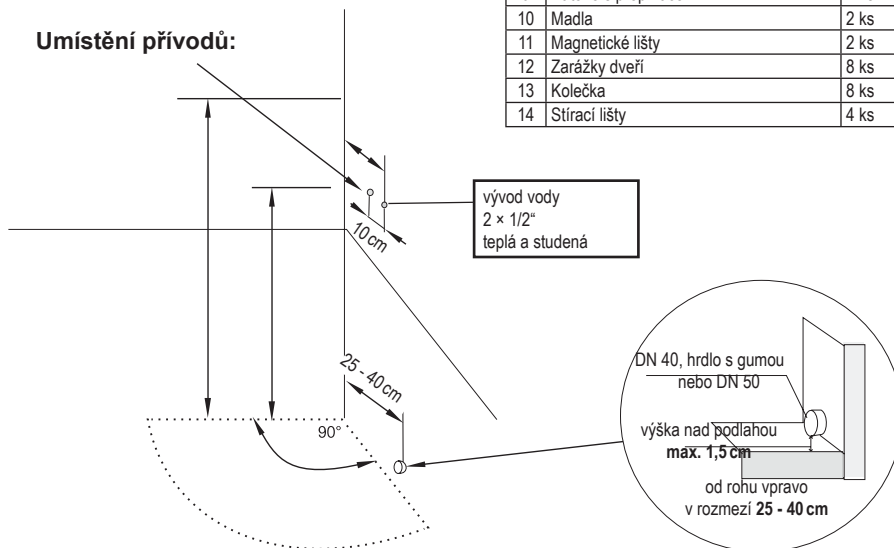 10 Madla 2 ks
11 Magnetické lišty 2 ks
12 Zarážky dveří 8 ks
13 Kolečka 8 ks
14 Stírací lišty 4 ks
Umístění přívodů:
vývod vody
2 × 1/2“
teplá a studená
10 cm
25 - 40 cm
90°
DN 40, hrdlo s gumou
nebo DN 50
výška nad podlahou
max. 1,5 cm
od rohu vpravo
v rozmezí 25 - 40 cm